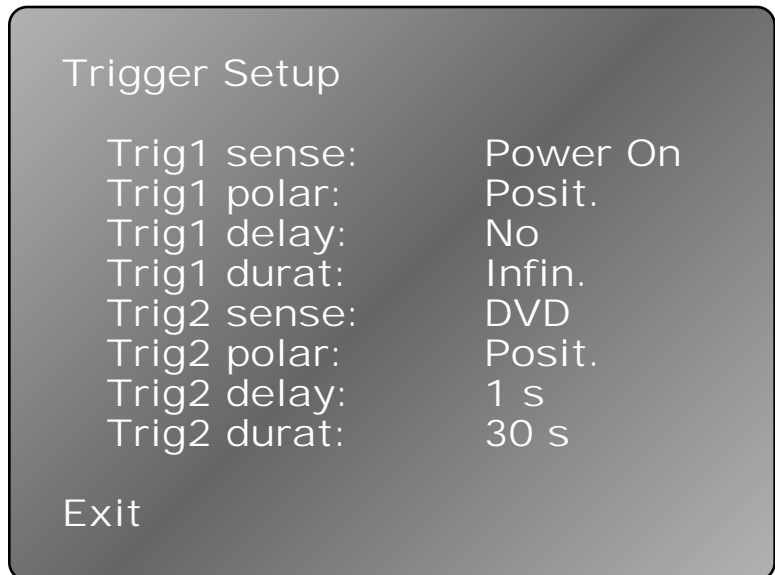 Trigger Setup
Trig1 sense: Power On
Trig1 polar: Posit.
Trig1 delay: No
Trig1 durat: Infin.
Trig2 sense: DVD
Trig2 polar: Posit.
Trig2 delay: 1 s
Trig2 durat: 30 s
Exit